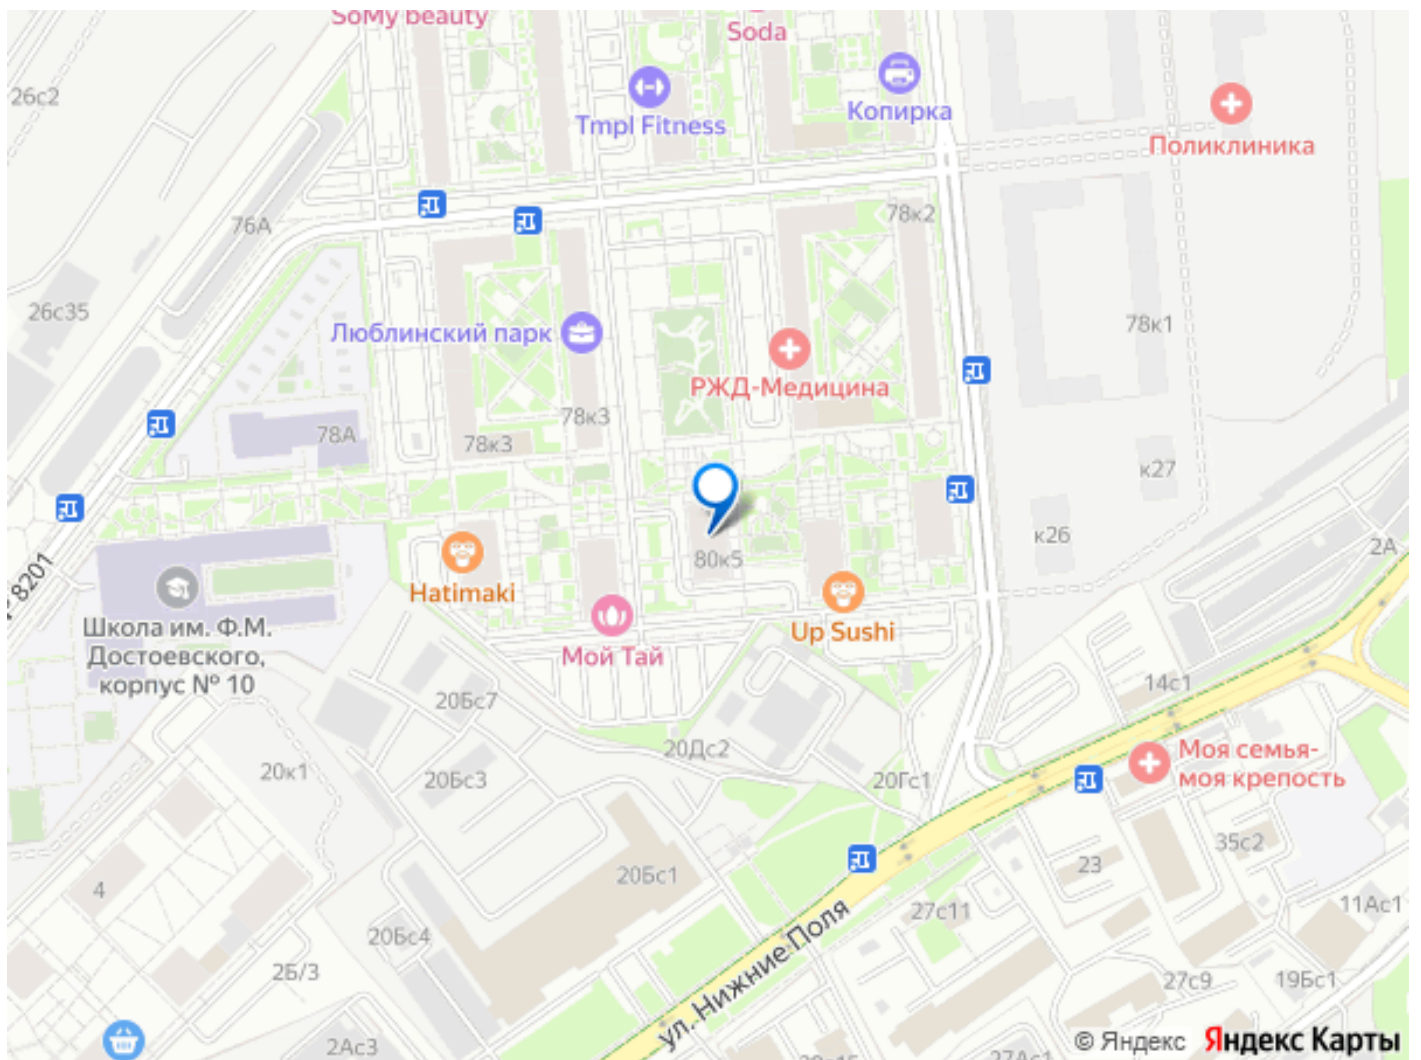 SoMy beauty
Soda
26с2
Tmpl Fitness
Копирка
Поликлиника
76А
78к2
26с35
Люблинский парк
78к1
РЖД-Медицина
78к3
78А
78к3
к27
к26
80к5
2А
8201
Hatimaki
Up Sushi
Школа им. Ф.М.
Достоевского,
корпус № 10
Мой Тай
14с1
20Бс7
20Дс2
Моя семья-
моя крепость
20к1
20Бс3
20Гс1
35с2
23
20Бс1
4
11Ас1
27с11
20Бс4
ул. Нижние Поля
2Б/3
27с9
19Бс1
2Ас3
27Ас1
© Яндекс Яндекс Карты